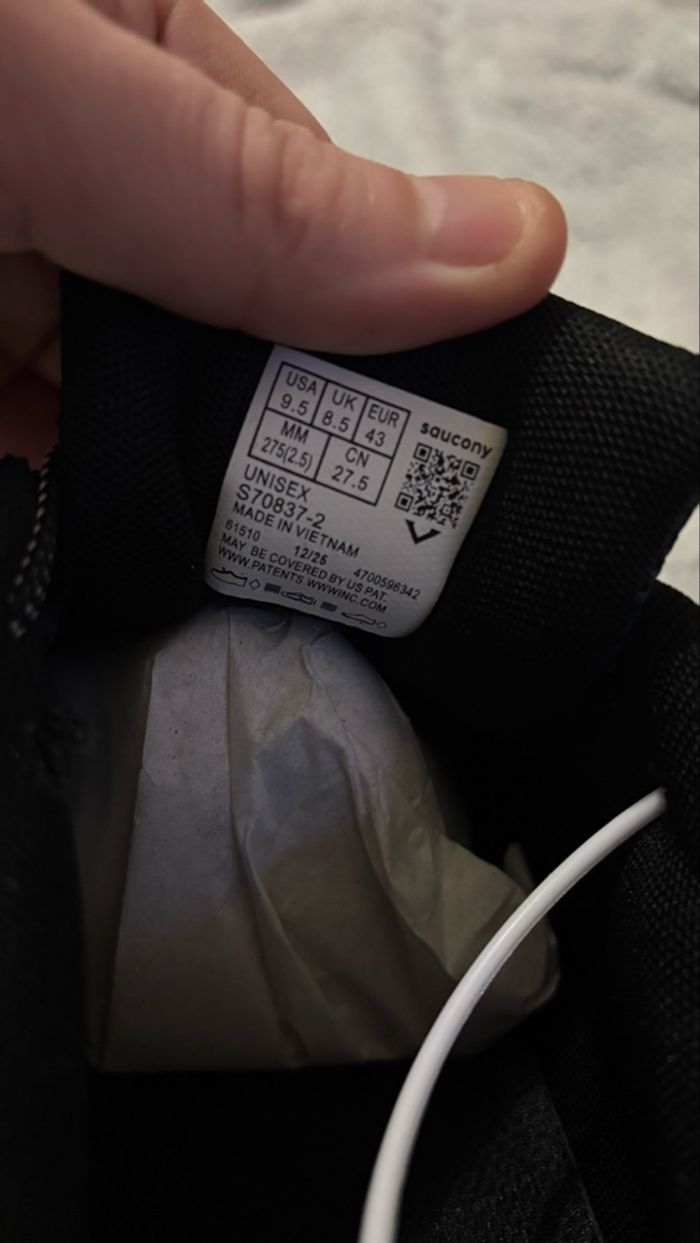 USA UK EUR
9.5 8.5 43
MM CN
275(2.5) 27.5
saucony
UNISEX
S70837-2
MADE IN VIETNAM
61510 12/25 4700596342
MAY BE COVERED BY US PAT.
WWW.PATENTS.WWWINC.COM